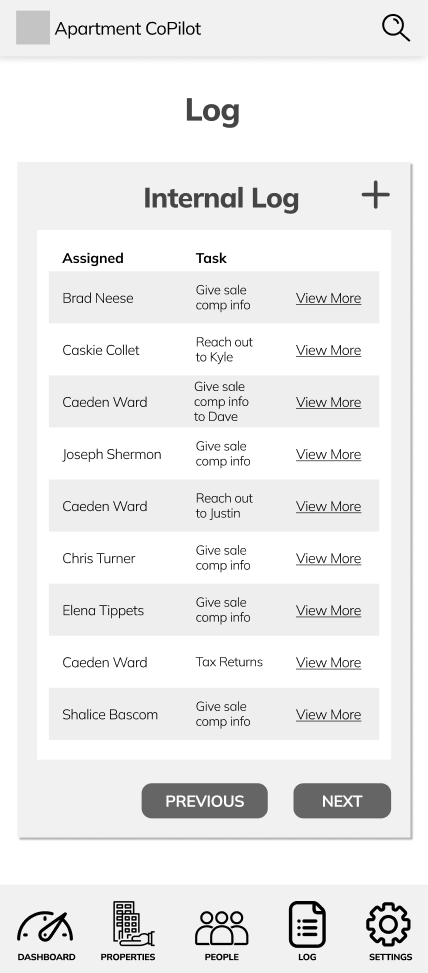 Apartment CoPilot
Log
Internal Log
Assigned Task
Brad Neese
Give sale
comp info
View More
Caskie Collet
Reach out
to Kyle
View More
Caeden Ward
Give sale
comp info
to Dave
View More
Joseph Shermon
Give sale
comp info
View More
Caeden Ward
Reach out
to Justin
View More
Chris Turner
Give sale
comp info
View More
Elena Tippets
Give sale
comp info
View More
Caeden Ward
Tax Returns
View More
Shalice Bascom
Give sale
comp info
View More
PREVIOUS NEXT
DASHBOARD PROPERTIES PEOPLE LOG SETTINGS